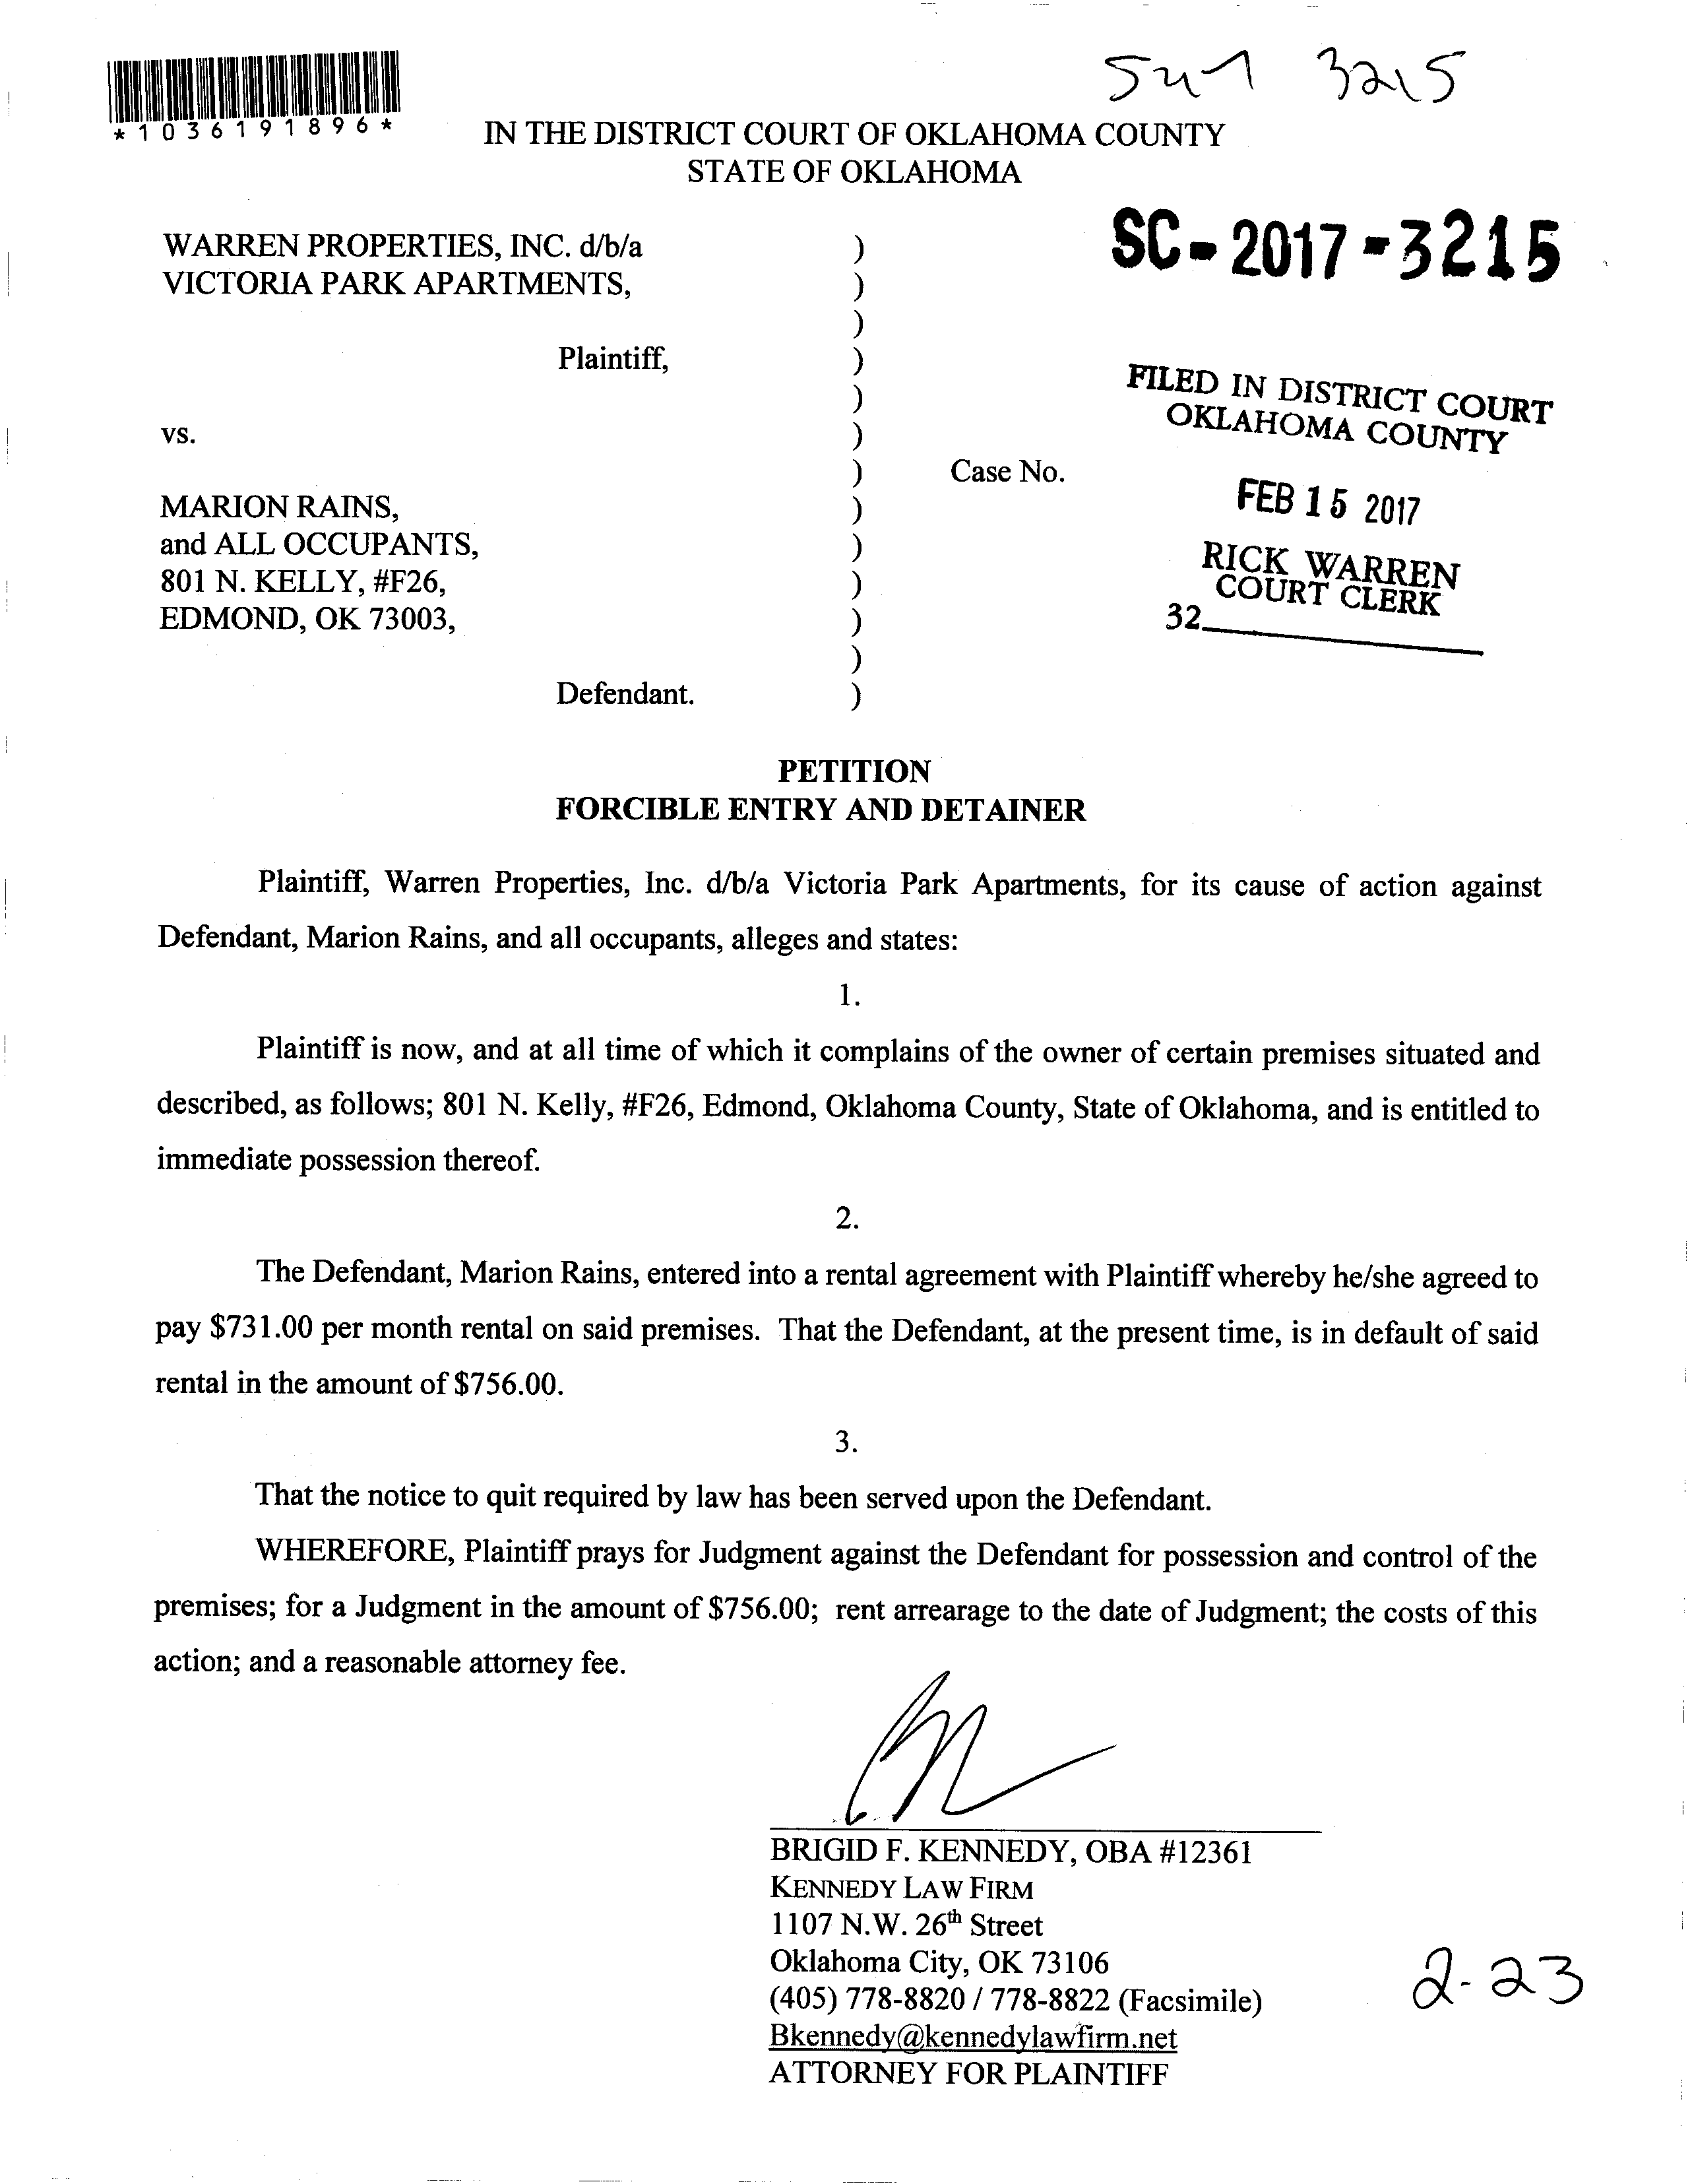 5u1 3215
*1036191896*
IN THE DISTRICT COURT OF OKLAHOMA COUNTY
STATE OF OKLAHOMA
SC-2017-3215
WARREN PROPERTIES, INC. d/b/a )
VICTORIA PARK APARTMENTS, )
)
Plaintiff, )
)
vs. )
) Case No.
MARION RAINS, )
and ALL OCCUPANTS, )
801 N. KELLY, #F26, )
EDMOND, OK 73003, )
)
Defendant. )
FILED IN DISTRICT COURT
OKLAHOMA COUNTY
FEB 15 2017
RICK WARREN
COURT CLERK
32
PETITION
FORCIBLE ENTRY AND DETAINER
Plaintiff, Warren Properties, Inc. d/b/a Victoria Park Apartments, for its cause of action against
Defendant, Marion Rains, and all occupants, alleges and states:
1.
Plaintiff is now, and at all time of which it complains of the owner of certain premises situated and
described, as follows; 801 N. Kelly, #F26, Edmond, Oklahoma County, State of Oklahoma, and is entitled to
immediate possession thereof.
2.
The Defendant, Marion Rains, entered into a rental agreement with Plaintiff whereby he/she agreed to
pay $731.00 per month rental on said premises. That the Defendant, at the present time, is in default of said
rental in the amount of $756.00.
3.
That the notice to quit required by law has been served upon the Defendant.
WHEREFORE, Plaintiff prays for Judgment against the Defendant for possession and control of the
premises; for a Judgment in the amount of $756.00; rent arrearage to the date of Judgment; the costs of this
action; and a reasonable attorney fee.
BRIGID F. KENNEDY, OBA #12361
KENNEDY LAW FIRM
1107 N.W. 26th Street
Oklahoma City, OK 73106
(405) 778-8820 / 778-8822 (Facsimile)
Bkennedy@kennedylawfirm.net
ATTORNEY FOR PLAINTIFF
2-23